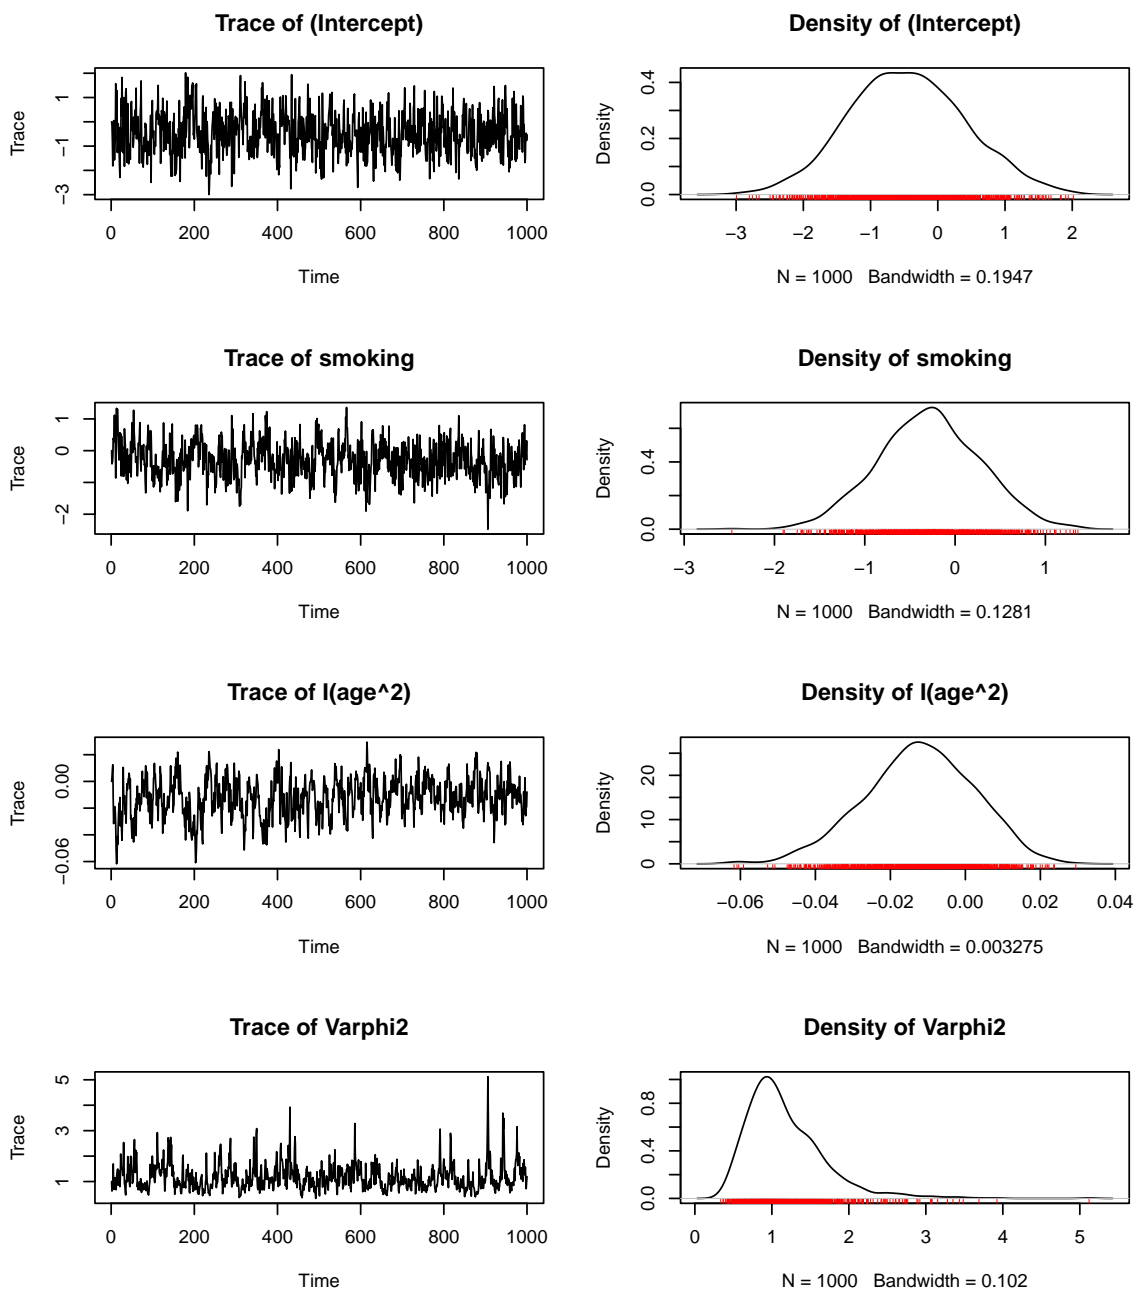 Trace of (Intercept)
Trace
−3 −1 1
0 200 400 600 800 1000
Time
Density of (Intercept)
Density
0.0 0.2 0.4
−3 −2 −1 0 1 2
N = 1000 Bandwidth = 0.1947
Trace of smoking
Trace
−2 0 1
0 200 400 600 800 1000
Time
Density of smoking
Density
0.0 0.4
−3 −2 −1 0 1
N = 1000 Bandwidth = 0.1281
Trace of I(age^2)
Trace
−0.06 0.00
0 200 400 600 800 1000
Time
Density of I(age^2)
Density
0 10 20
−0.06 −0.04 −0.02 0.00 0.02 0.04
N = 1000 Bandwidth = 0.003275
Trace of Varphi2
Trace
1 3 5
0 200 400 600 800 1000
Time
Density of Varphi2
Density
0.0 0.4 0.8
0 1 2 3 4 5
N = 1000 Bandwidth = 0.102